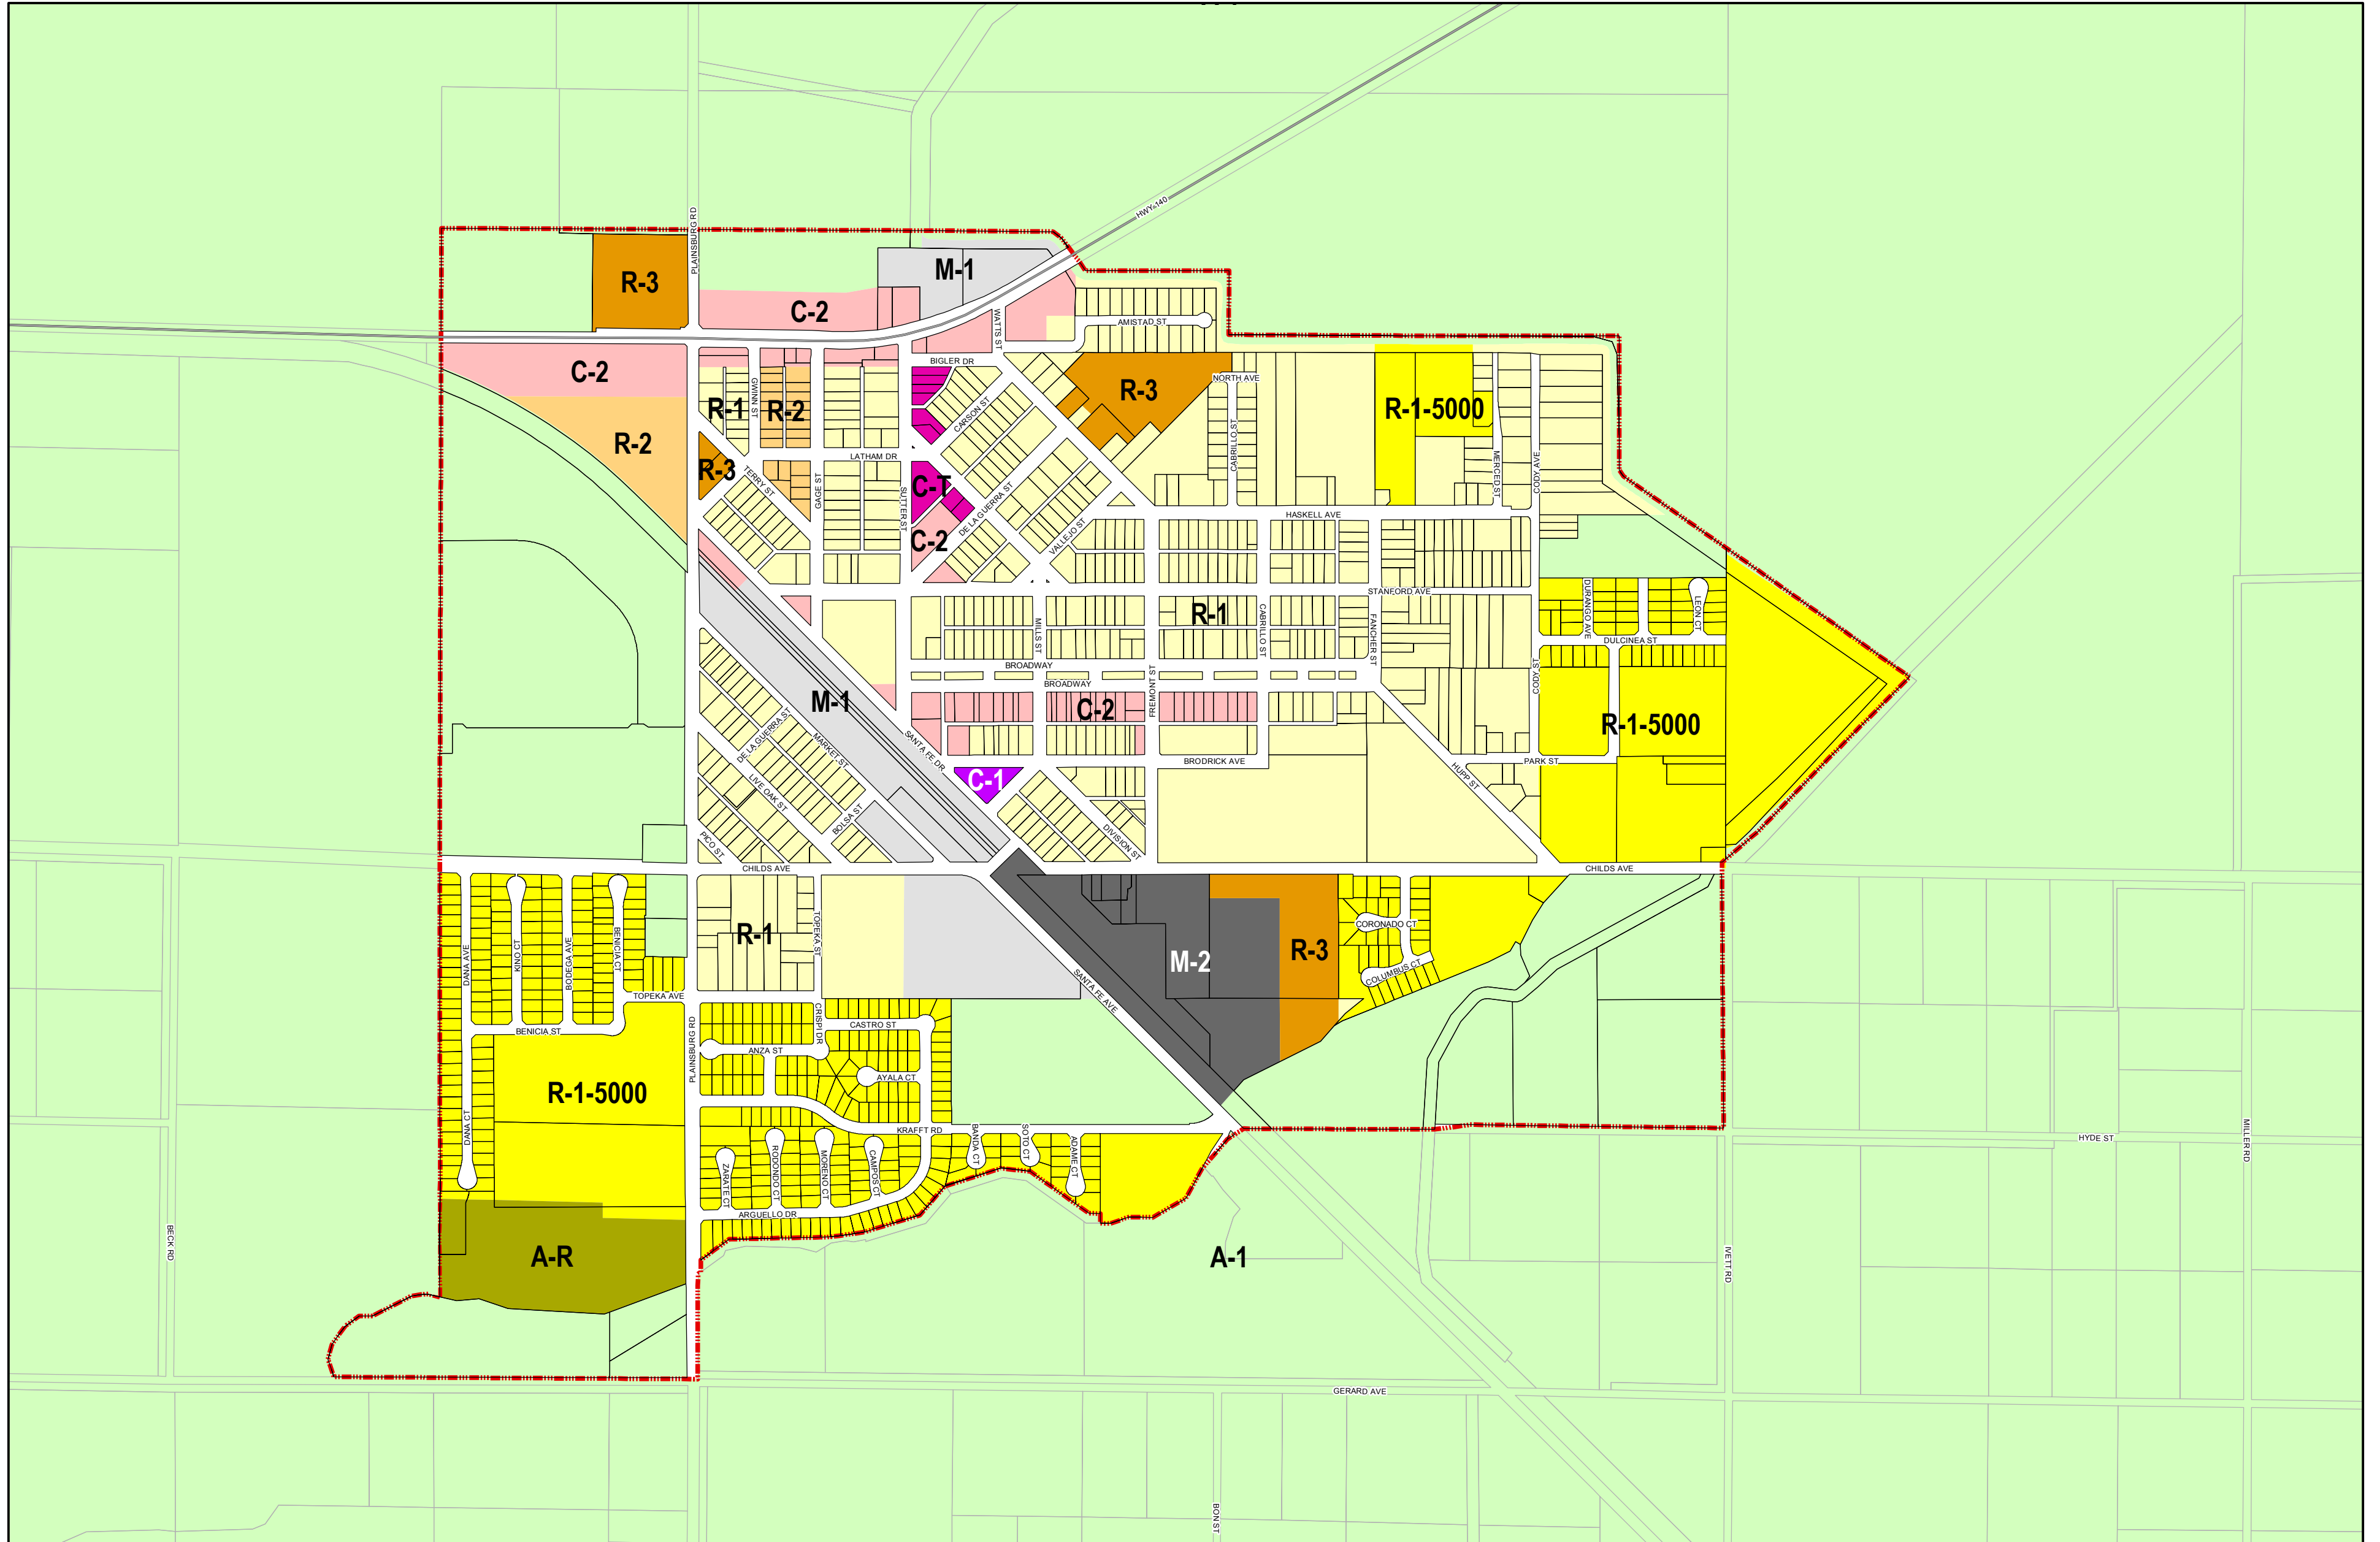 HWY-140
PLAINSBURG RD
R-3
M-1
C-2
WATTS ST
AMISTAD ST
BIGLER DR
C-2
GWINN ST
R-1
R-2
CARSON ST
R-3
NORTH AVE
R-1-5000
R-2
CABRILLO ST
MERCED ST
CODY AVE
LATHAM DR
R-3
TERRY ST
GAGE ST
SUTTER ST
C-T
DE LA GUERRA ST
VALLEJO ST
HASKELL AVE
C-2
STANFORD AVE
DURANGO AVE
LEON CT
R-1
MILLS ST
CABRILLO ST
FANCHER ST
DULCINEA ST
BROADWAY
BROADWAY
FREMONT ST
CODY ST
M-1
C-2
R-1-5000
DE LA GUERRA ST
MARKET ST
SANTA FE DR
BRODRICK AVE
PARK ST
HUPP ST
C-1
LIVE OAK ST
BOLSA ST
PICO ST
DIVISION ST
CHILDS AVE
CHILDS AVE
DANA AVE
KINO CT
BODEGA AVE
BENICIA CT
R-1
TOPEKA ST
CORONADO CT
R-3
M-2
COLUMBUS CT
SANTA FE AVE
TOPEKA AVE
BENICIA ST
PLAINSBURG RD
CRISPI DR
CASTRO ST
ANZA ST
AYALA CT
R-1-5000
DANA CT
KRAFFT RD
BANDA CT
SOTO CT
ADAME CT
ZARATE CT
RODONDO CT
MORENO CT
CAMPOS CT
ARGUELLO DR
HYDE ST
MILLER RD
BECK RD
A-R
A-1
IVETT RD
GERARD AVE
BON ST